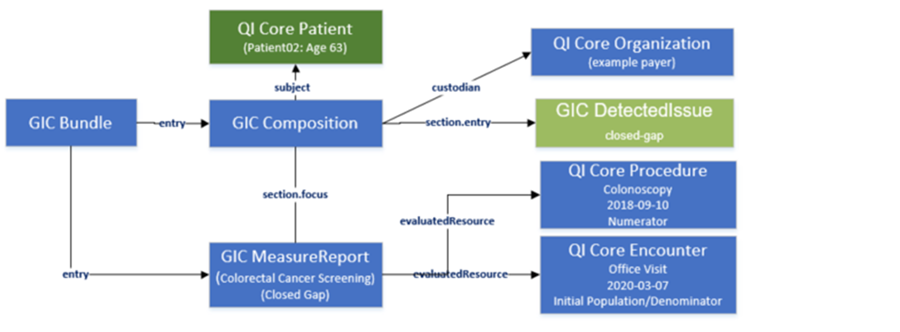 QI Core Patient
(Patient02: Age 63)
QI Core Organization
(example payer)
subject
custodian
GIC Bundle
entry
GIC Composition
section.entry
GIC DetectedIssue
closed-gap
section.focus
QI Core Procedure
Colonoscopy
2018-09-10
Numerator
evaluatedResource
entry
GIC MeasureReport
(Colorectal Cancer Screening)
(Closed Gap)
evaluatedResource
QI Core Encounter
Office Visit
2020-03-07
Initial Population/Denominator